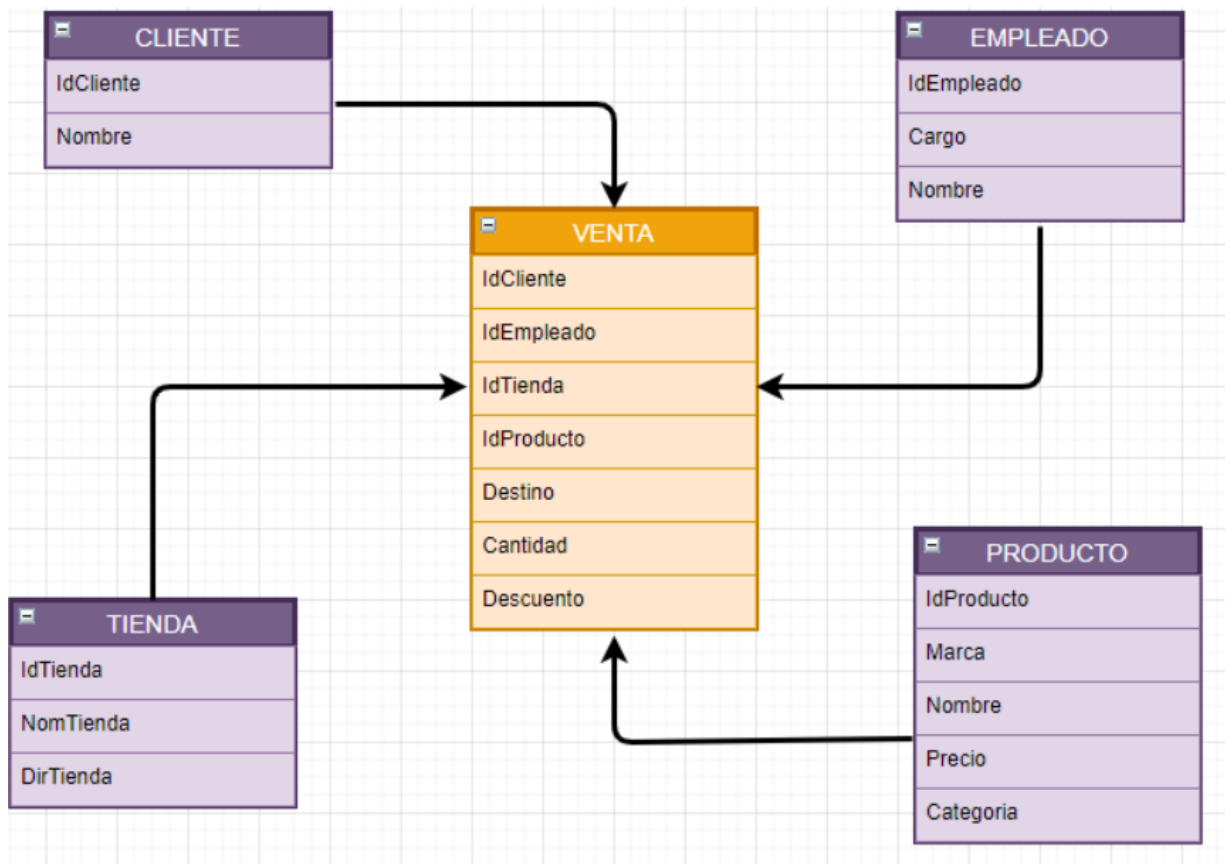 CLIENTE
IdCliente
Nombre
EMPLEADO
IdEmpleado
Cargo
Nombre
VENTA
IdCliente
IdEmpleado
IdTienda
IdProducto
Destino
Cantidad
Descuento
TIENDA
IdTienda
NomTienda
DirTienda
PRODUCTO
IdProducto
Marca
Nombre
Precio
Categoria